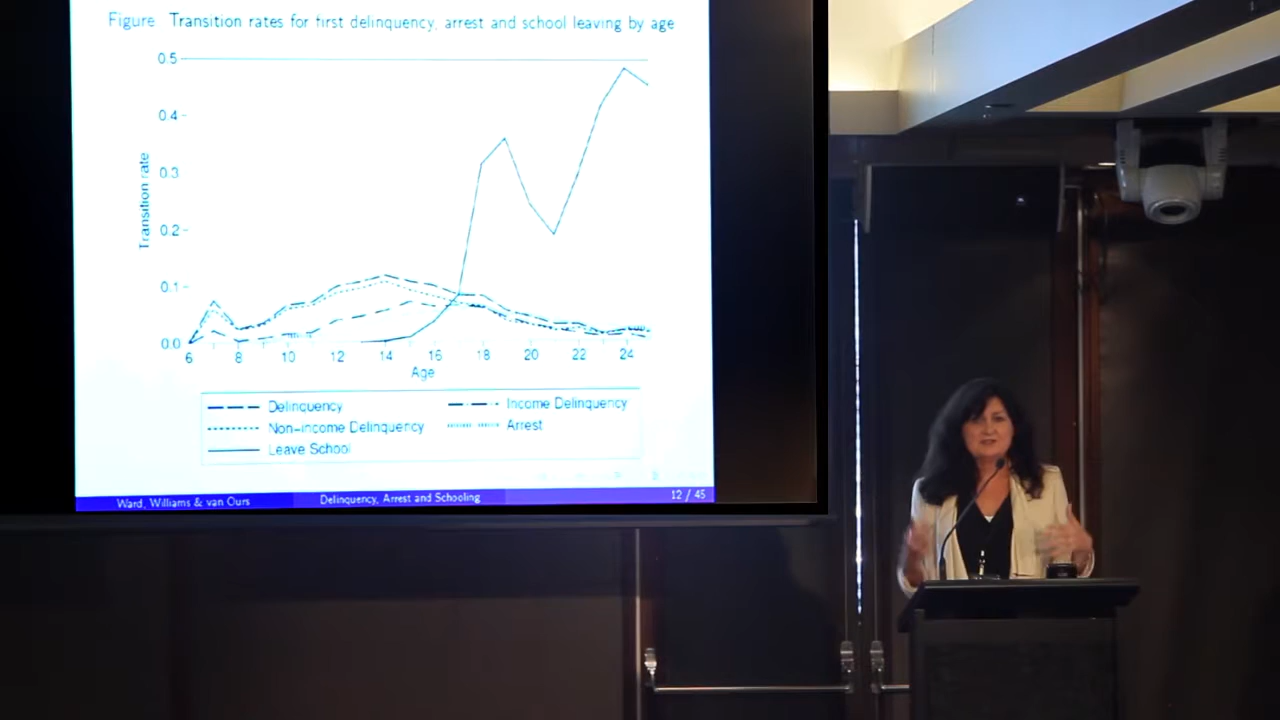 Figure Transition rates for first delinquency, arrest and school leaving by age
0.5
0.4
0.3
0.2
0.1
0.0
Transition rate
6 8 10 12 14 16 18 20 22 24
Age
Delinquency
Income Delinquency
Non-income Delinquency
Arrest
Leave School
Ward, Williams & van Ours
Delinquency, Arrest and Schooling
12 / 45